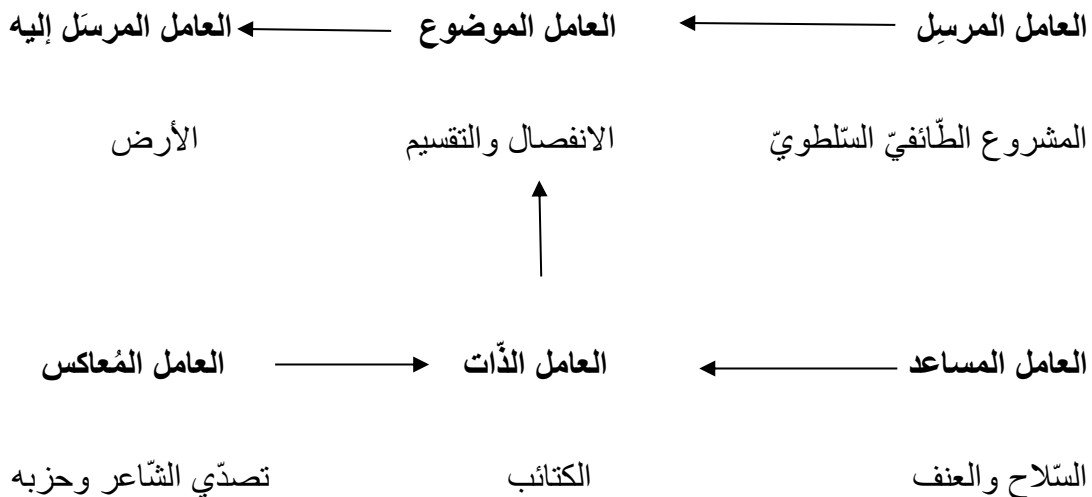 العامل المرسِل العامل الموضوع العامل المرسَل إليه
المشروع الطّائفيّ السّلطويّ الانفصال والتقسيم الأرض
العامل المساعد العامل الذّات العامل المُعاكس
السّلاح والعنف الكتائب تصدّي الشّاعر وحزبه